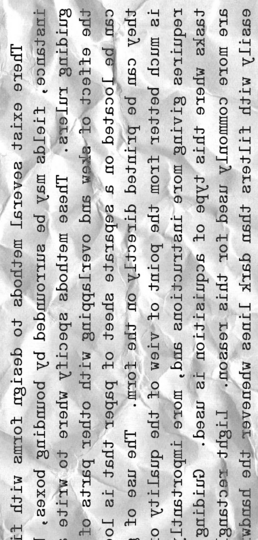 There exist several methods to design forms with fi
instance, fields may be surrounded by bounding boxes,
guiding rulers. These methods specify where to write
the effect of skew and overlapping with other parts of
can be located on a separate sheet of paper that is loc
they can be printed directly on the form. The use of
is much better from the point of view of the quality
requires giving more instructions and, more importantl
tasks where this type of acquisition is used. Guiding
are more commonly used for this reason. Light rectangl
easily with filters than dark lines whenever the handw